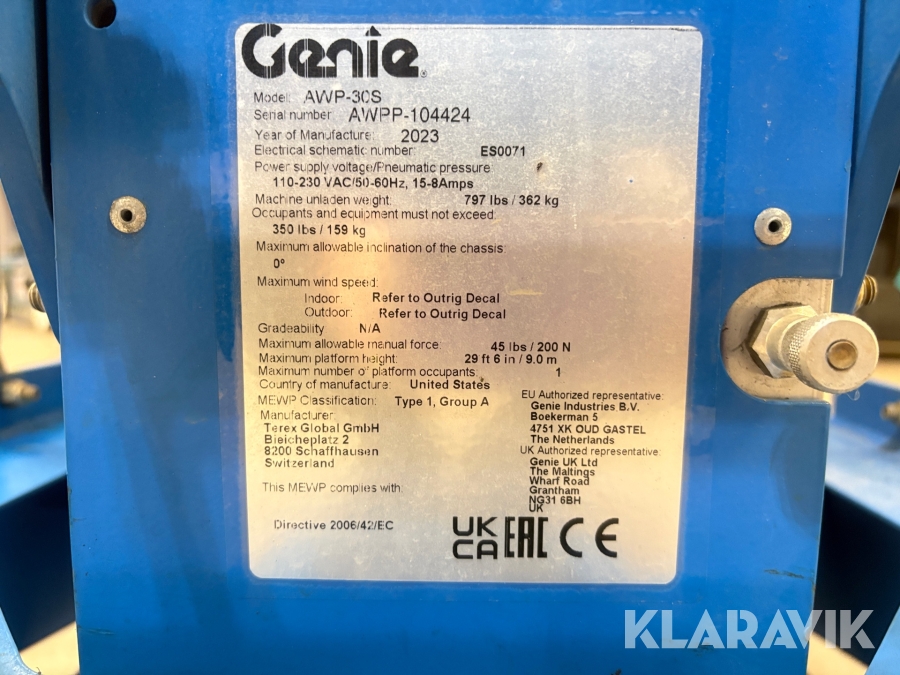 Genie
Model: AWP-30S
Serial number: AWPP-104424
Year of Manufacture: 2023
Electrical schematic number: ES0071
Power supply voltage/Pneumatic pressure
110-230 VAC/50-60Hz, 15-8Amps
Machine unladen weight: 797 lbs / 362 kg
Occupants and equipment must not exceed:
350 lbs / 159 kg
Maximum allowable inclination of the chassis:
0°
Maximum wind speed:
Indoor: Refer to Outrig Decal
Outdoor: Refer to Outrig Decal
Gradeability: N/A
Maximum allowable manual force: 45 lbs / 200 N
Maximum platform height: 29 ft 6 in / 9.0 m
Maximum number of platform occupants: 1
Country of manufacture: United States
MEWP Classification: Type 1, Group A
Manufacturer:
Terex Global GmbH
Bleicheplatz 2
8200 Schaffhausen
Switzerland
This MEWP complies with:
Directive 2006/42/EC
EU Authorized representative:
Genie Industries B.V.
Boekerman 5
4751 XK OUD GASTEL
The Netherlands
UK Authorized representative:
Genie UK Ltd
The Maltings
Wharf Road
Grantham
NG31 6BH
UK
UK
CA EAC CE
KLARAVIK